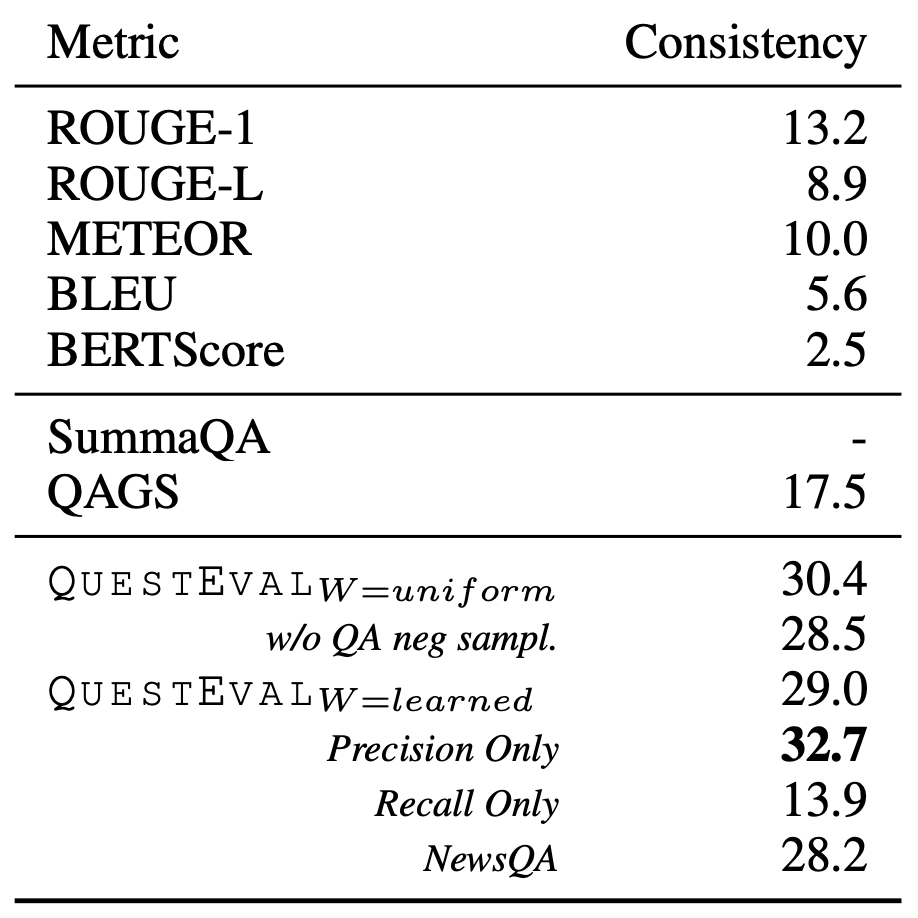 Metric Consistency
ROUGE-1 13.2
ROUGE-L 8.9
METEOR 10.0
BLEU 5.6
BERTScore 2.5
SummaQA -
QAGS 17.5
QUESTEVAL W=uniform 30.4
w/o QA neg sampl. 28.5
QUESTEVAL W=learned 29.0
Precision Only 32.7
Recall Only 13.9
NewsQA 28.2